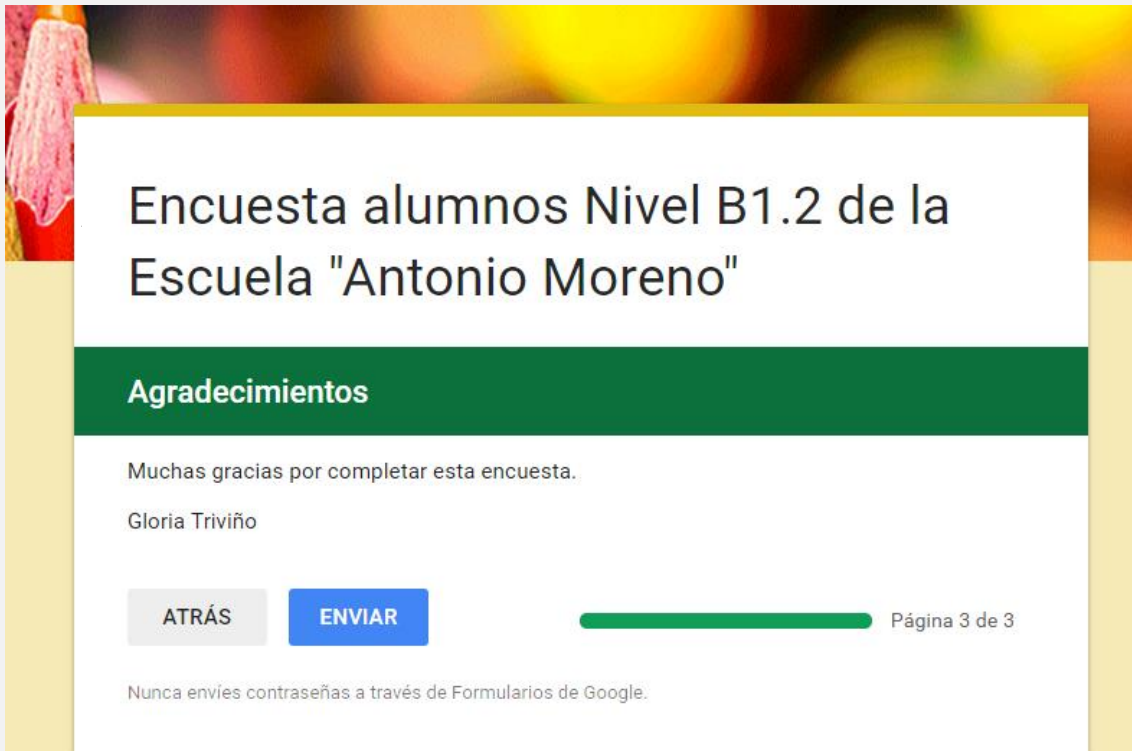 Encuesta alumnos Nivel B1.2 de la
Escuela "Antonio Moreno"
Agradecimientos
Muchas gracias por completar esta encuesta.
Gloria Triviño
ATRÁS
ENVIAR
Página 3 de 3
Nunca envíes contraseñas a través de Formularios de Google.